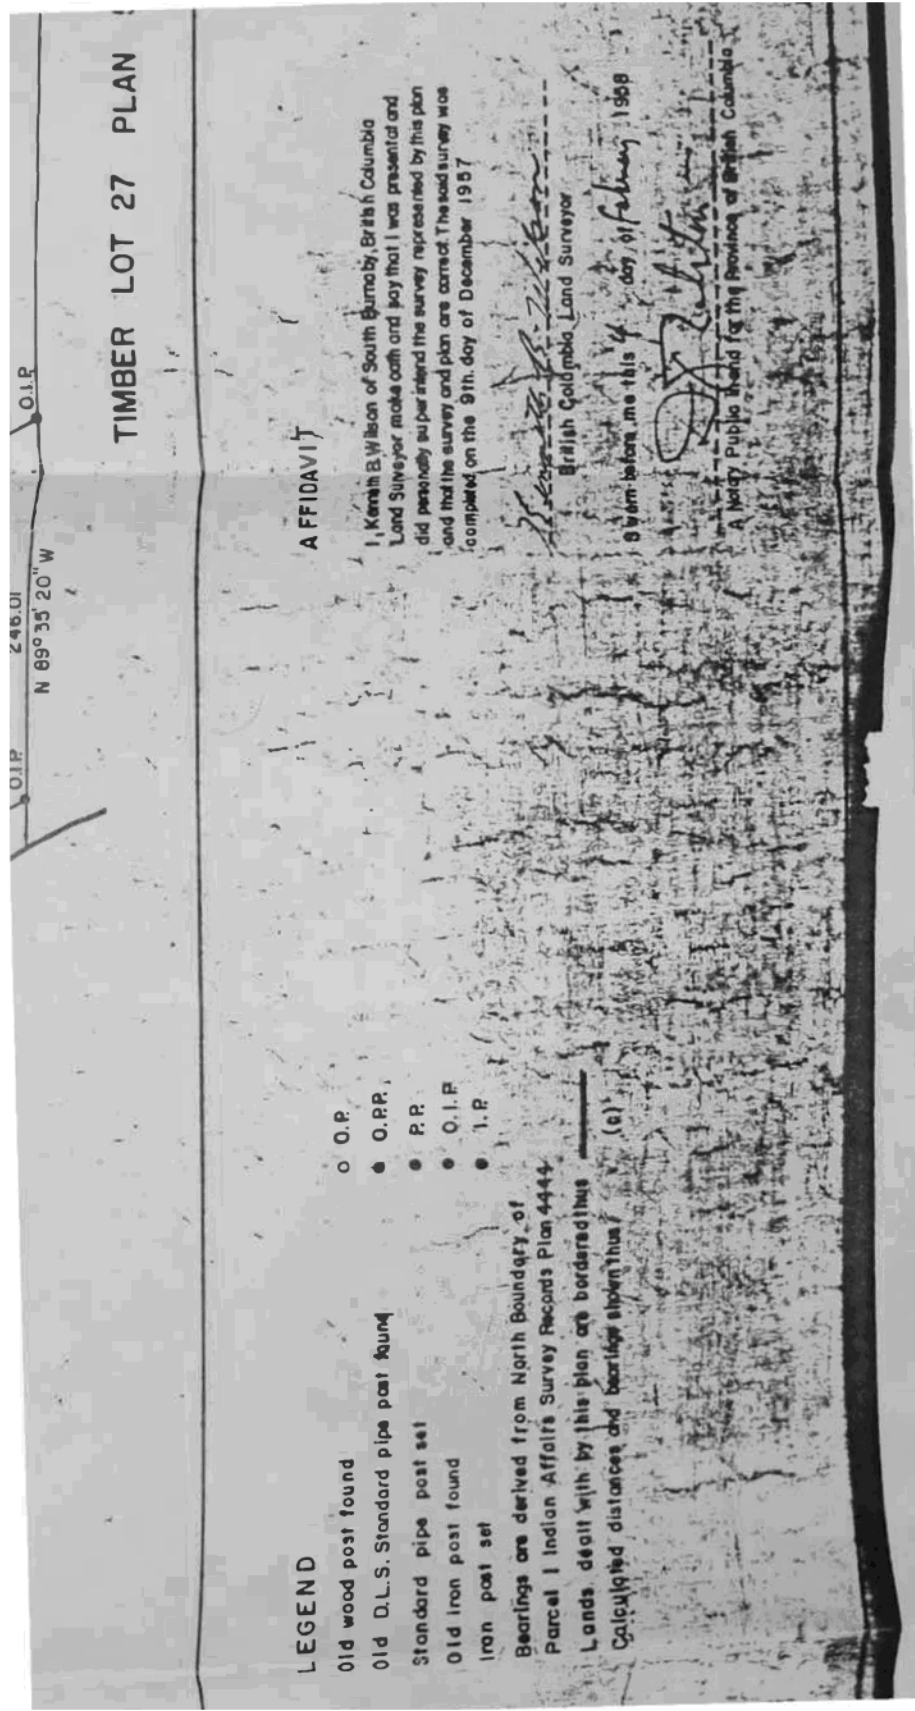 O.I.P.
246.01
O.I.P.
N 89° 35' 20" W
TIMBER LOT 27 PLAN
LEGEND
Old wood post found O.P.
Old D.L.S. Standard pipe post found O.P.P.
Standard pipe post set P.P.
Old Iron post found O.I.P.
Iron post set I.P.
Bearings are derived from North Boundary of
Parcel 1 Indian Affairs Survey Records Plan 4444
Lands dealt with by this plan are bordered thus
Calculated distances and bearings shown thus (a)
AFFIDAVIT
I, Kenneth B. Wilson of South Burnaby, British Columbia
Land Surveyor make oath and say that I was present at and
did personally superintend the survey represented by this plan
and that the survey and plan are correct. The said survey was
completed on the 9th. day of December 1957
British Columbia Land Surveyor
Sworn before me this 4 day of February 1958
A Notary Public in and for the Province of British Columbia